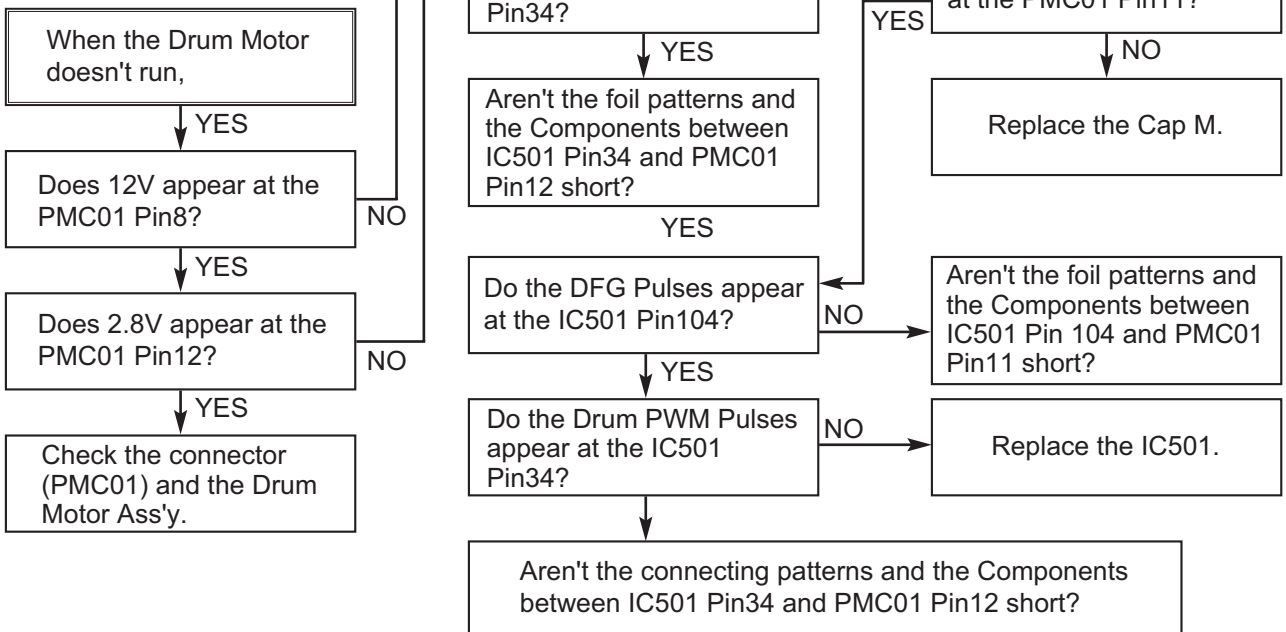 When the Drum Motor
doesn't run,
YES
Does 12V appear at the
PMC01 Pin8?
NO
YES
Does 2.8V appear at the
PMC01 Pin12?
NO
YES
Check the connector
(PMC01) and the Drum
Motor Ass'y.
Pin34?
YES
Aren't the foil patterns and
the Components between
IC501 Pin34 and PMC01
Pin12 short?
YES
Do the DFG Pulses appear
at the IC501 Pin104?
NO
YES
Do the Drum PWM Pulses
appear at the IC501
Pin34?
NO
Aren't the connecting patterns and the Components
between IC501 Pin34 and PMC01 Pin12 short?
at the PMC01 Pin11?
YES
NO
Replace the Cap M.
Aren't the foil patterns and
the Components between
IC501 Pin 104 and PMC01
Pin11 short?
Replace the IC501.